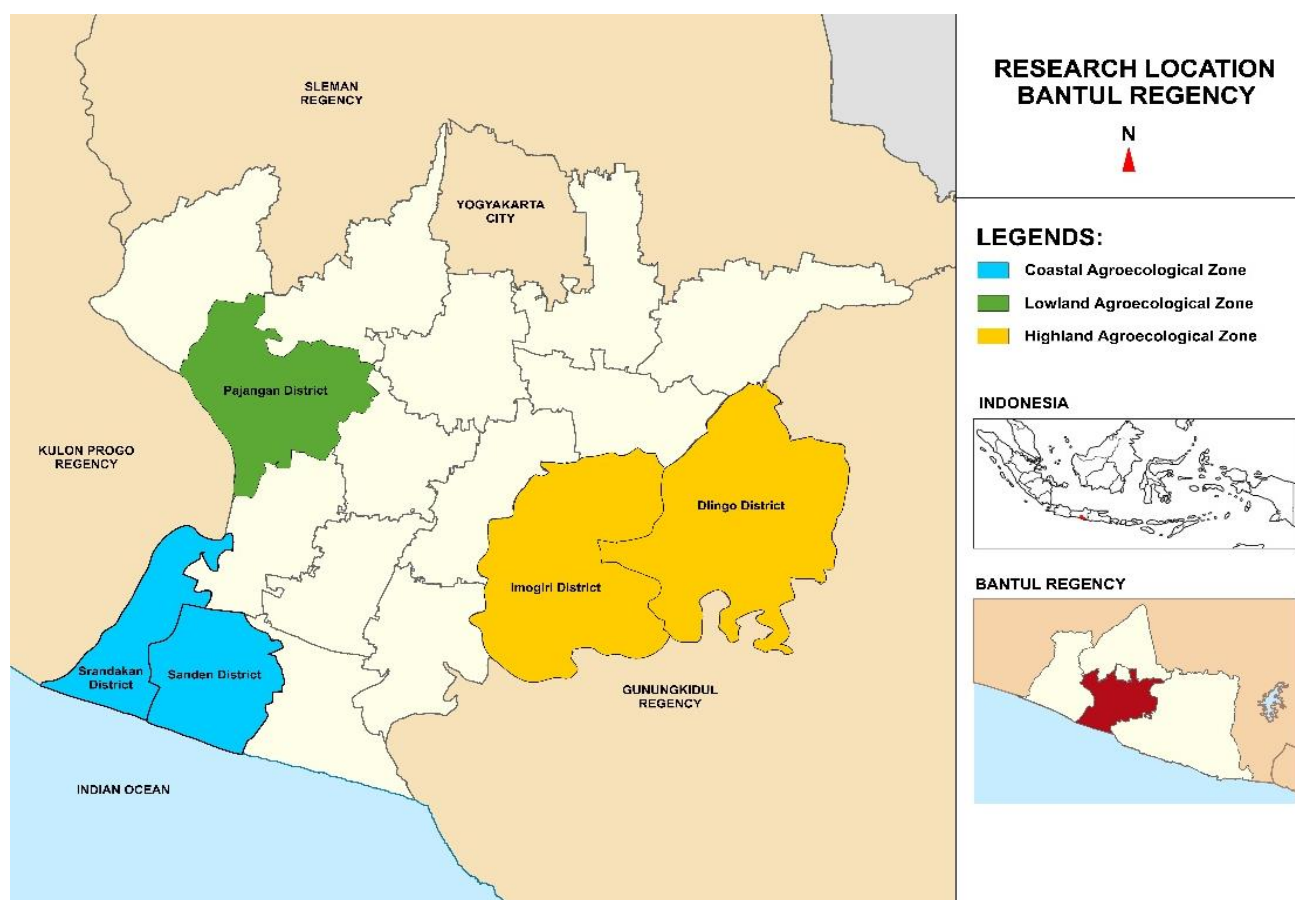 SLEMAN
REGENCY
YOGYAKARTA
CITY
Pajangan District
KULON PROGO
REGENCY
Dlingo District
Imogiri District
Srandakan
District
Sanden District
GUNUNGKIDUL
REGENCY
INDIAN OCEAN
RESEARCH LOCATION
BANTUL REGENCY
N
LEGENDS:
Coastal Agroecological Zone
Lowland Agroecological Zone
Highland Agroecological Zone
INDONESIA
BANTUL REGENCY